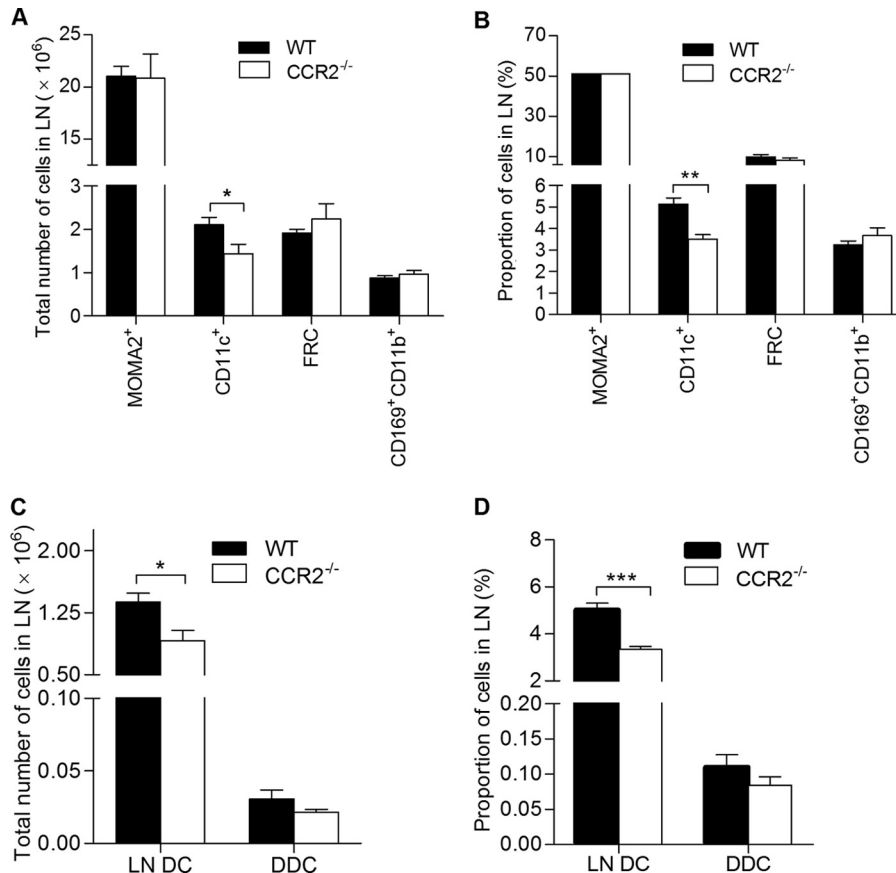 A
Total number of cells in LN (× 10⁶)
25
20
15
3
2
1
0
WT
CCR2⁻/⁻
*
MOMA2⁺
CD11c⁺
FRC
CD169⁺CD11b⁺
B
Proportion of cells in LN (%)
70
50
30
10
6
5
4
3
2
1
0
WT
CCR2⁻/⁻
**
MOMA2⁺
CD11c⁺
FRC
CD169⁺CD11b⁺
C
Total number of cells in LN (× 10⁶)
2.00
1.25
0.50
0.10
0.05
0.00
WT
CCR2⁻/⁻
*
LN DC
DDC
D
Proportion of cells in LN (%)
8
6
4
2
0.20
0.15
0.10
0.05
0.00
WT
CCR2⁻/⁻
***
LN DC
DDC